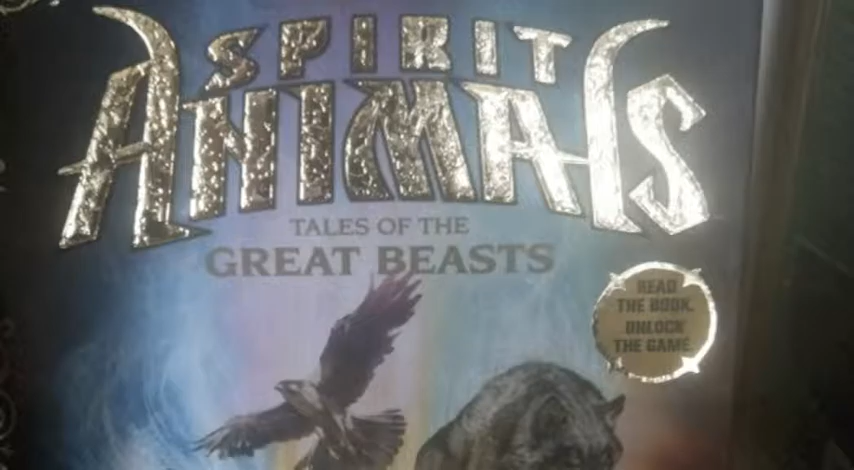 SPIRIT
ANIMALS
TALES OF THE
GREAT BEASTS
READ
THE BOOK.
UNLOCK
THE GAME.